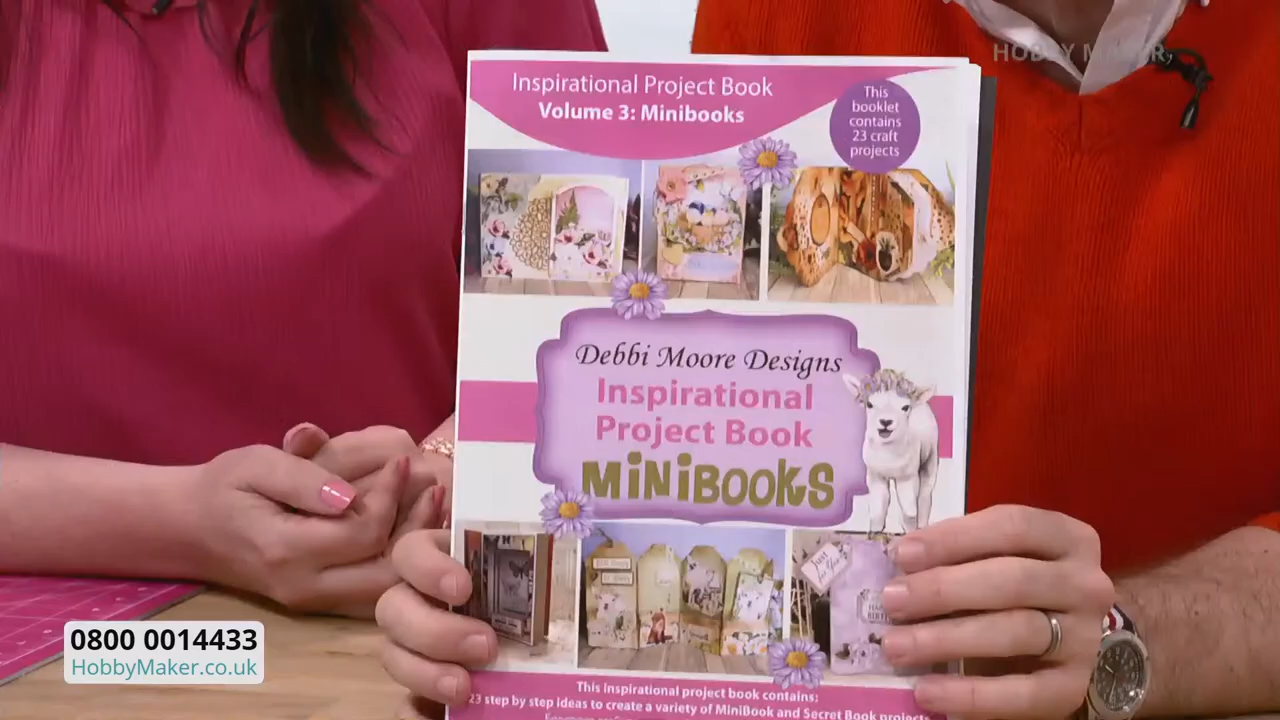 HOBBY MAKER
Inspirational Project Book
Volume 3: Minibooks
This
booklet
contains
23 craft
projects
Debbi Moore Designs
Inspirational
Project Book
MiNiBOOKS
Just
for You
This inspirational project book contains:
23 step by step ideas to create a variety of MiniBook and Secret Book projects
0800 0014433
HobbyMaker.co.uk